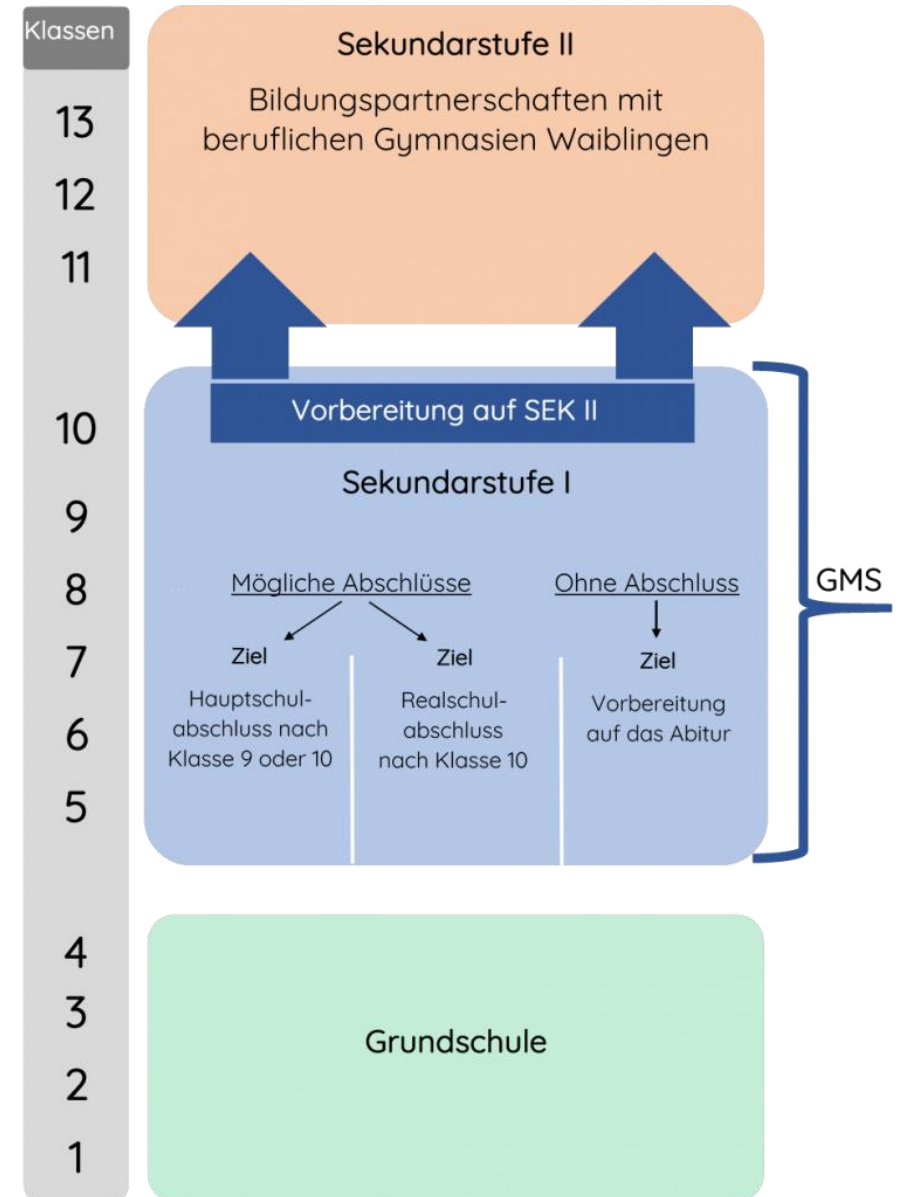 Klassen
Sekundarstufe II
Bildungspartnerschaften mit
beruflichen Gymnasien Waiblingen
13
12
11
10
Vorbereitung auf SEK II
Sekundarstufe I
9
8
Mögliche Abschlüsse
Ohne Abschluss
GMS
7
Ziel
Ziel
Ziel
6
5
Hauptschul-
abschluss nach
Klasse 9 oder 10
Realschul-
abschluss
nach Klasse 10
Vorbereitung
auf das Abitur
4
3
2
1
Grundschule